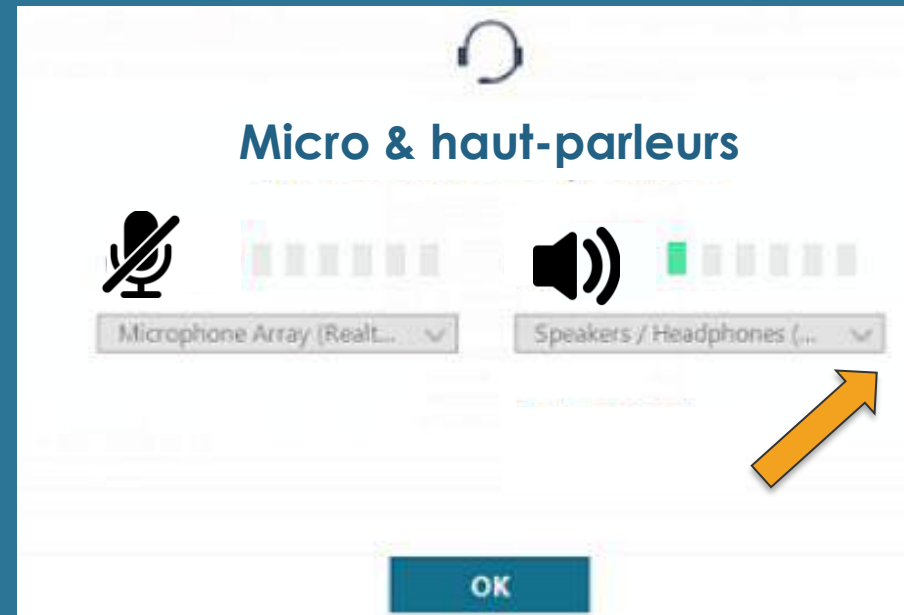 Micro & haut-parleurs
Microphone Array (Realt...
Speakers / Headphones (...
OK